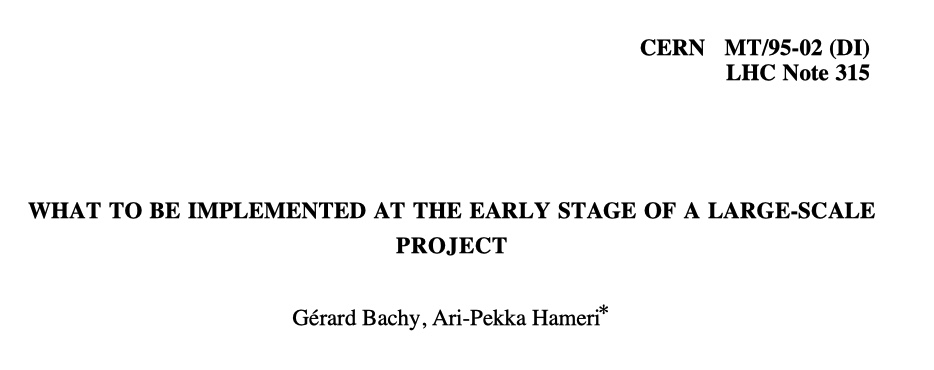 CERN MT/95-02 (DI)
LHC Note 315
WHAT TO BE IMPLEMENTED AT THE EARLY STAGE OF A LARGE-SCALE
PROJECT
Gérard Bachy, Ari-Pekka Hameri*